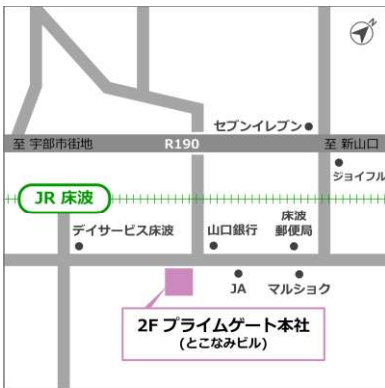 N
セブンイレブン
至 宇部市街地
R190
至 新山口
ジョイフル
JR 床波
デイサービス床波
山口銀行
床波
郵便局
JA
マルショク
2F プライムゲート本社
(とこなみビル)